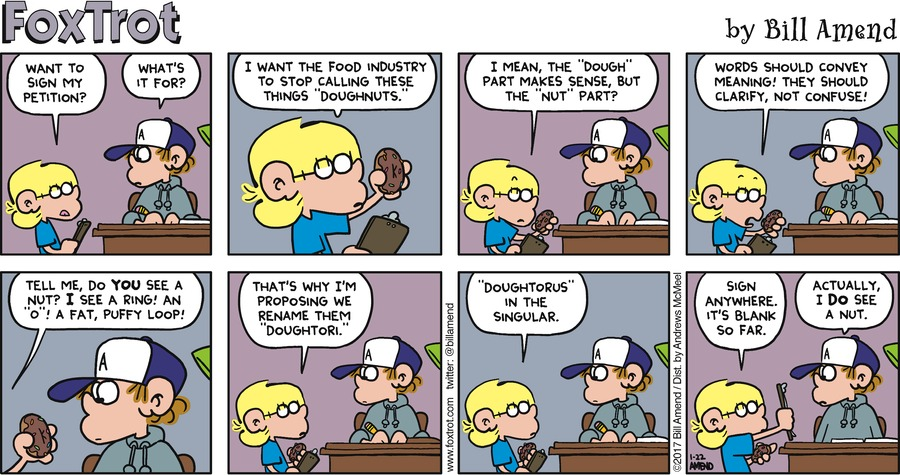 FoxTrot
by Bill Amend
WANT TO
SIGN MY
PETITION?
WHAT'S
IT FOR?
A
I WANT THE FOOD INDUSTRY
TO STOP CALLING THESE
THINGS "DOUGHNUTS."
I MEAN, THE "DOUGH"
PART MAKES SENSE, BUT
THE "NUT" PART?
A
WORDS SHOULD CONVEY
MEANING! THEY SHOULD
CLARIFY, NOT CONFUSE!
A
TELL ME, DO YOU SEE A
NUT? I SEE A RING! AN
"O"! A FAT, PUFFY LOOP!
A
THAT'S WHY I'M
PROPOSING WE
RENAME THEM
"DOUGHTORI."
A
www.foxtrot.com twitter: @billamend
"DOUGHTORUS"
IN THE
SINGULAR.
A
©2017 Bill Amend / Dist. by Andrews McMeel
SIGN
ANYWHERE.
IT'S BLANK
SO FAR.
ACTUALLY,
I DO SEE
A NUT.
A
1-22
AMEND